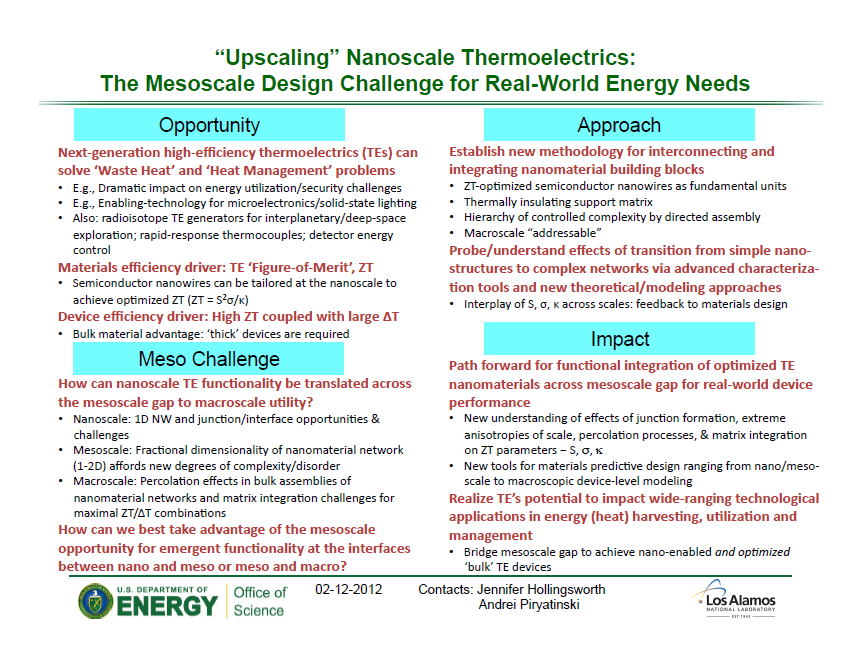 “Upscaling” Nanoscale Thermoelectrics:
The Mesoscale Design Challenge for Real-World Energy Needs
Opportunity
Next-generation high-efficiency thermoelectrics (TEs) can
solve ‘Waste Heat’ and ‘Heat Management’ problems
• E.g., Dramatic impact on energy utilization/security challenges
• E.g., Enabling-technology for microelectronics/solid-state lighting
• Also: radioisotope TE generators for interplanetary/deep-space
exploration; rapid-response thermocouples; detector energy
control
Materials efficiency driver: TE ‘Figure-of-Merit’, ZT
• Semiconductor nanowires can be tailored at the nanoscale to
achieve optimized ZT (ZT = S²σ/κ)
Device efficiency driver: High ZT coupled with large ΔT
• Bulk material advantage: ‘thick’ devices are required
Meso Challenge
How can nanoscale TE functionality be translated across
the mesoscale gap to macroscale utility?
• Nanoscale: 1D NW and junction/interface opportunities &
challenges
• Mesoscale: Fractional dimensionality of nanomaterial network
(1-2D) affords new degrees of complexity/disorder
• Macroscale: Percolation effects in bulk assemblies of
nanomaterial networks and matrix integration challenges for
maximal ZT/ΔT combinations
How can we best take advantage of the mesoscale
opportunity for emergent functionality at the interfaces
between nano and meso or meso and macro?
Approach
Establish new methodology for interconnecting and
integrating nanomaterial building blocks
• ZT-optimized semiconductor nanowires as fundamental units
• Thermally insulating support matrix
• Hierarchy of controlled complexity by directed assembly
• Macroscale “addressable”
Probe/understand effects of transition from simple nano-
structures to complex networks via advanced characteriza-
tion tools and new theoretical/modeling approaches
• Interplay of S, σ, κ across scales: feedback to materials design
Impact
Path forward for functional integration of optimized TE
nanomaterials across mesoscale gap for real-world device
performance
• New understanding of effects of junction formation, extreme
anisotropies of scale, percolation processes, & matrix integration
on ZT parameters – S, σ, κ
• New tools for materials predictive design ranging from nano/meso-
scale to macroscopic device-level modeling
Realize TE’s potential to impact wide-ranging technological
applications in energy (heat) harvesting, utilization and
management
• Bridge mesoscale gap to achieve nano-enabled and optimized
‘bulk’ TE devices
U.S. DEPARTMENT OF
ENERGY
Office of
Science
02-12-2012
Contacts: Jennifer Hollingsworth
Andrei Piryatinski
Los Alamos
NATIONAL LABORATORY
EST. 1943